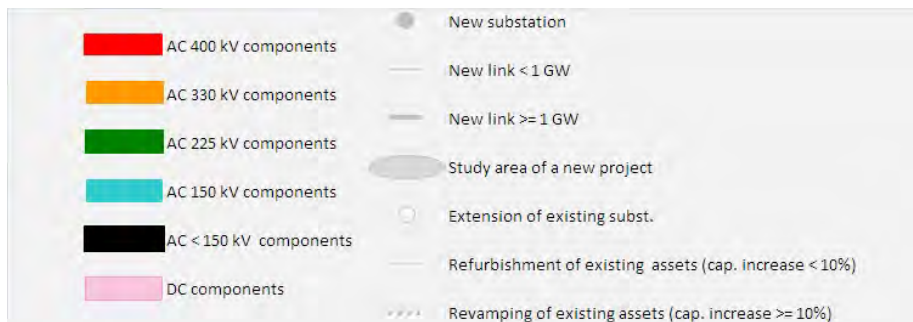 AC 400 kV components
AC 330 kV components
AC 225 kV components
AC 150 kV components
AC < 150 kV components
DC components
New substation
New link < 1 GW
New link >= 1 GW
Study area of a new project
Extension of existing subst.
Refurbishment of existing assets (cap. increase < 10%)
Revamping of existing assets (cap. increase >= 10%)